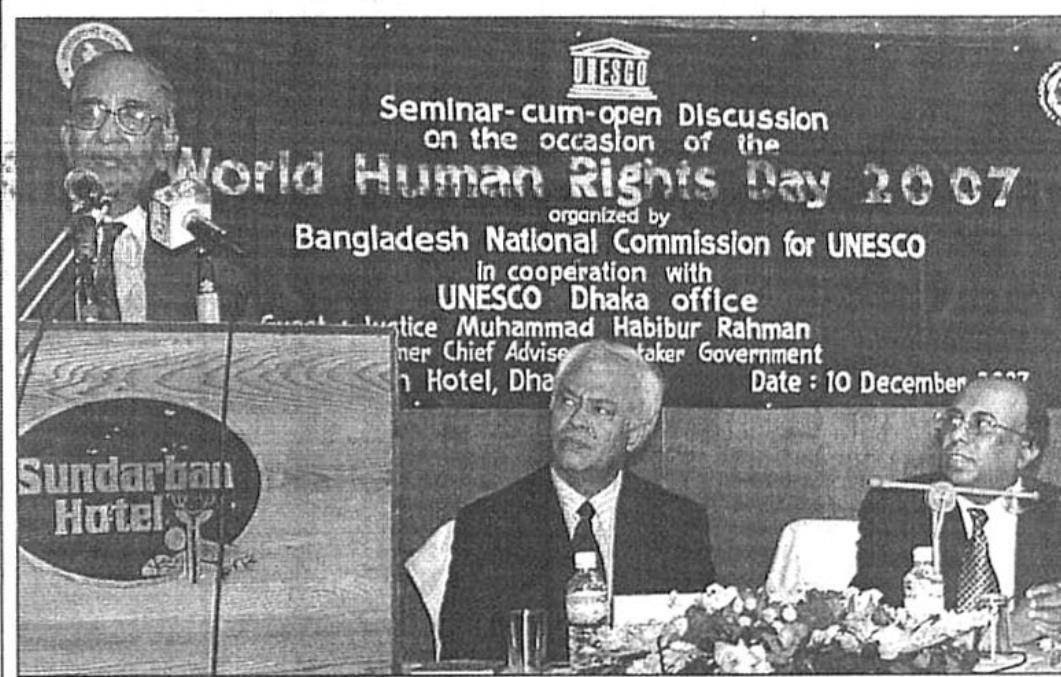 UNESCO
Seminar-cum-open Discussion
on the occasion of the
World Human Rights Day 2007
organized by
Bangladesh National Commission for UNESCO
in cooperation with
UNESCO Dhaka office
Justice Muhammad Habibur Rahman
Chief Government
Hotel, Date : 10 December
Sundarban
Hotel